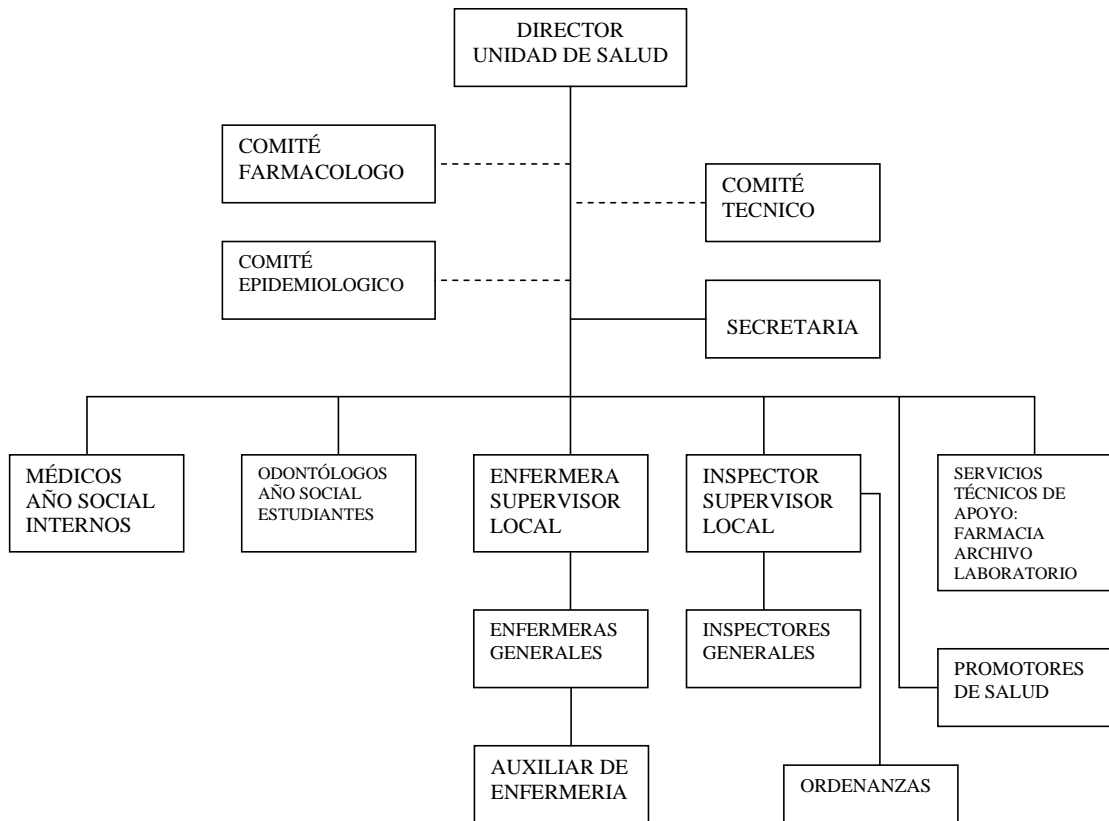 DIRECTOR
UNIDAD DE SALUD
COMITÉ
FARMACOLOGO
COMITÉ
TECNICO
COMITÉ
EPIDEMIOLOGICO
SECRETARIA
MÉDICOS
AÑO SOCIAL
INTERNOS
ODONTÓLOGOS
AÑO SOCIAL
ESTUDIANTES
ENFERMERA
SUPERVISOR
LOCAL
INSPECTOR
SUPERVISOR
LOCAL
SERVICIOS
TÉCNICOS DE
APOYO:
FARMACIA
ARCHIVO
LABORATORIO
ENFERMERAS
GENERALES
INSPECTORES
GENERALES
PROMOTORES
DE SALUD
AUXILIAR DE
ENFERMERIA
ORDENANZAS